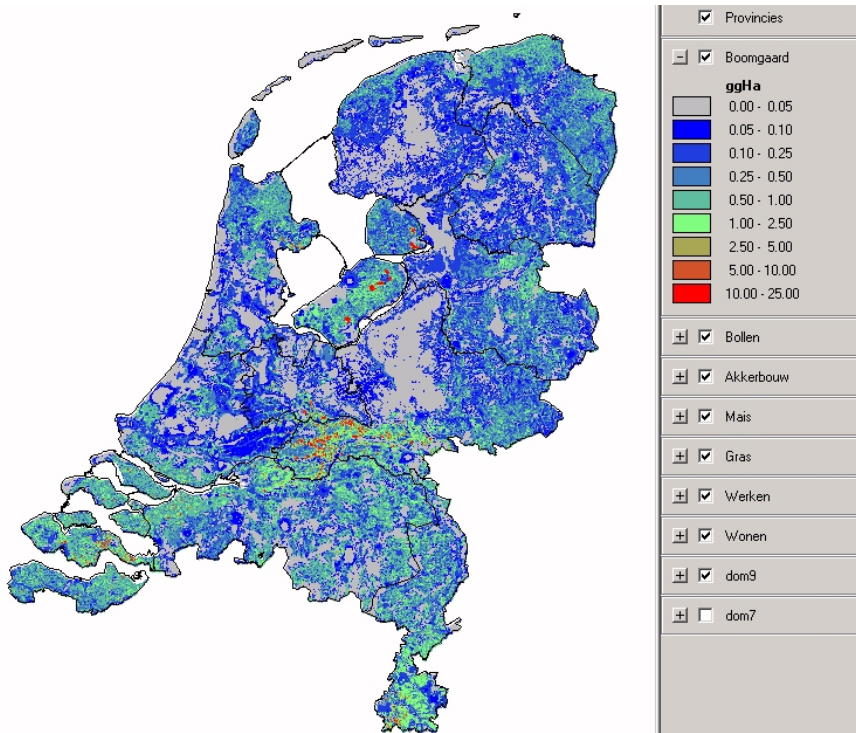 Provincies
Boomgaard
ggHa
0.00 - 0.05
0.05 - 0.10
0.10 - 0.25
0.25 - 0.50
0.50 - 1.00
1.00 - 2.50
2.50 - 5.00
5.00 - 10.00
10.00 - 25.00
Bollen
Akkerbouw
Mais
Gras
Werken
Wonen
dom9
dom7